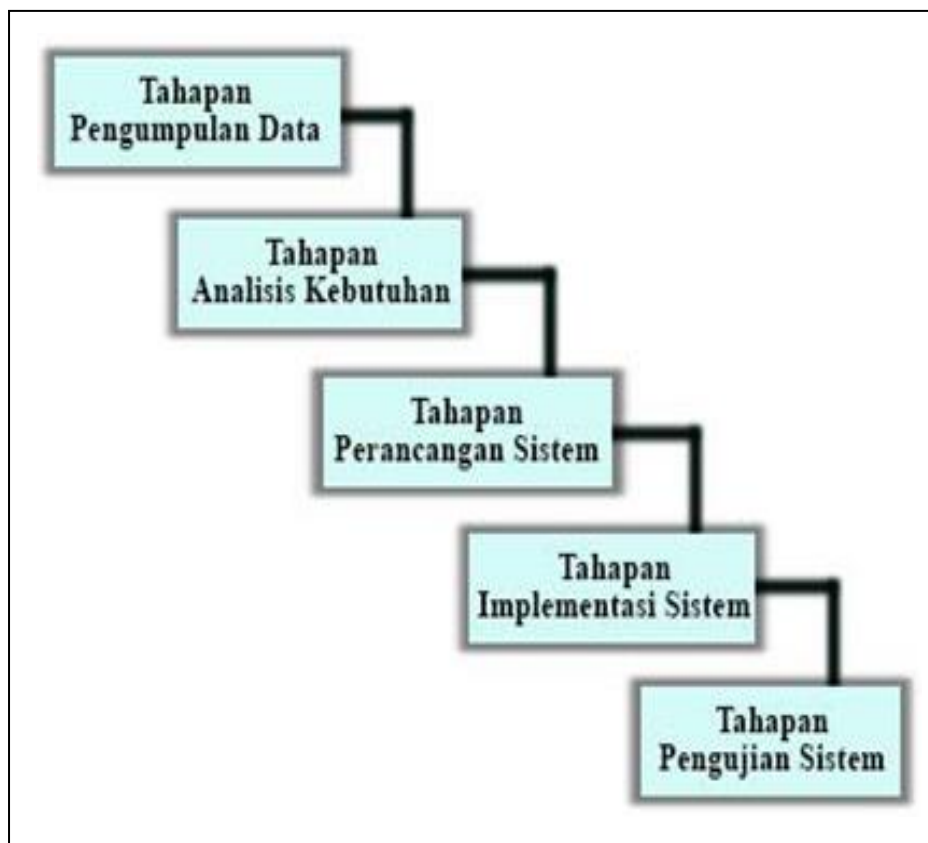 Tahapan
Pengumpulan Data
Tahapan
Analisis Kebutuhan
Tahapan
Perancangan Sistem
Tahapan
Implementasi Sistem
Tahapan
Pengujian Sistem